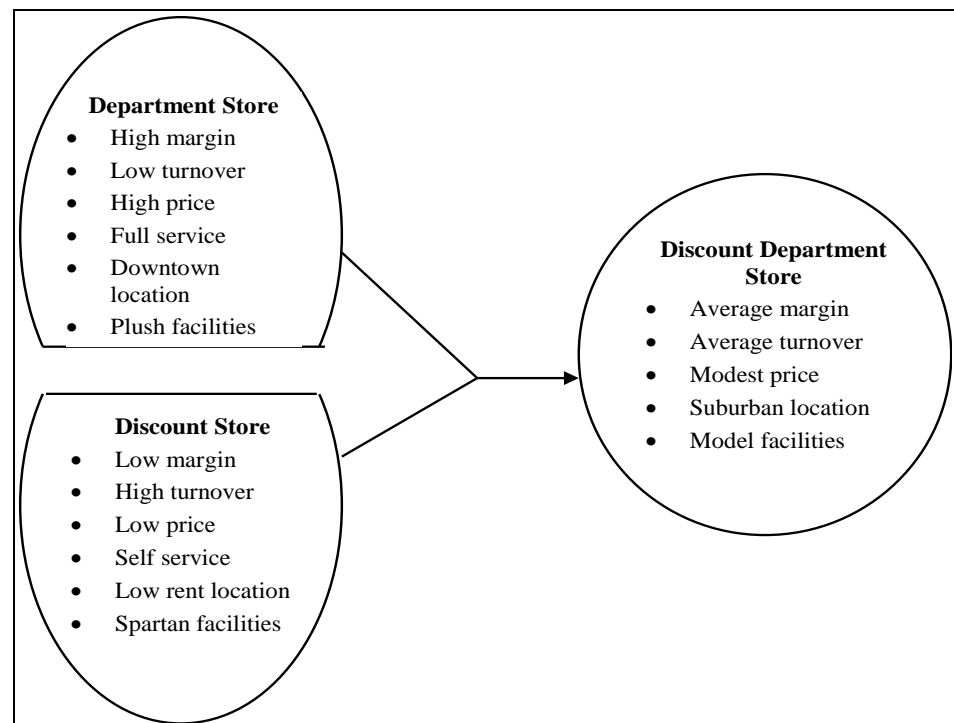 Department Store
• High margin
• Low turnover
• High price
• Full service
• Downtown
location
• Plush facilities
Discount Store
• Low margin
• High turnover
• Low price
• Self service
• Low rent location
• Spartan facilities
Discount Department
Store
• Average margin
• Average turnover
• Modest price
• Suburban location
• Model facilities